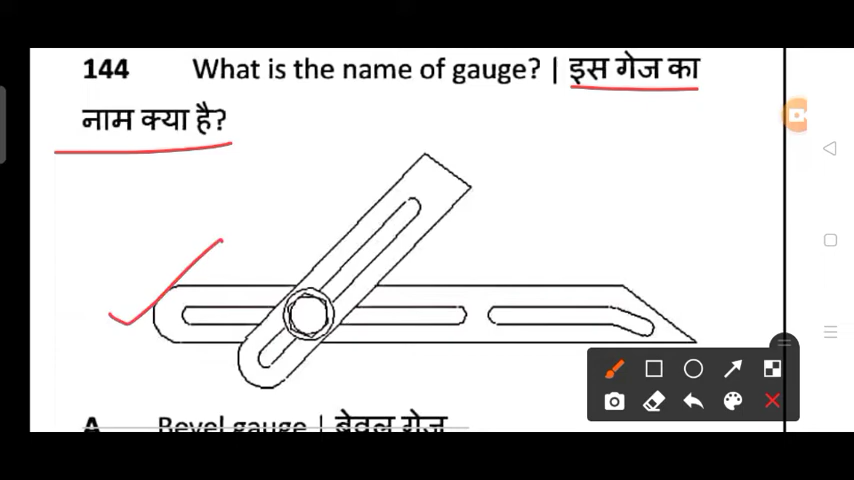 144 What is the name of gauge? | इस गेज का
नाम क्या है?
A Bevel gauge | बेवल गेज